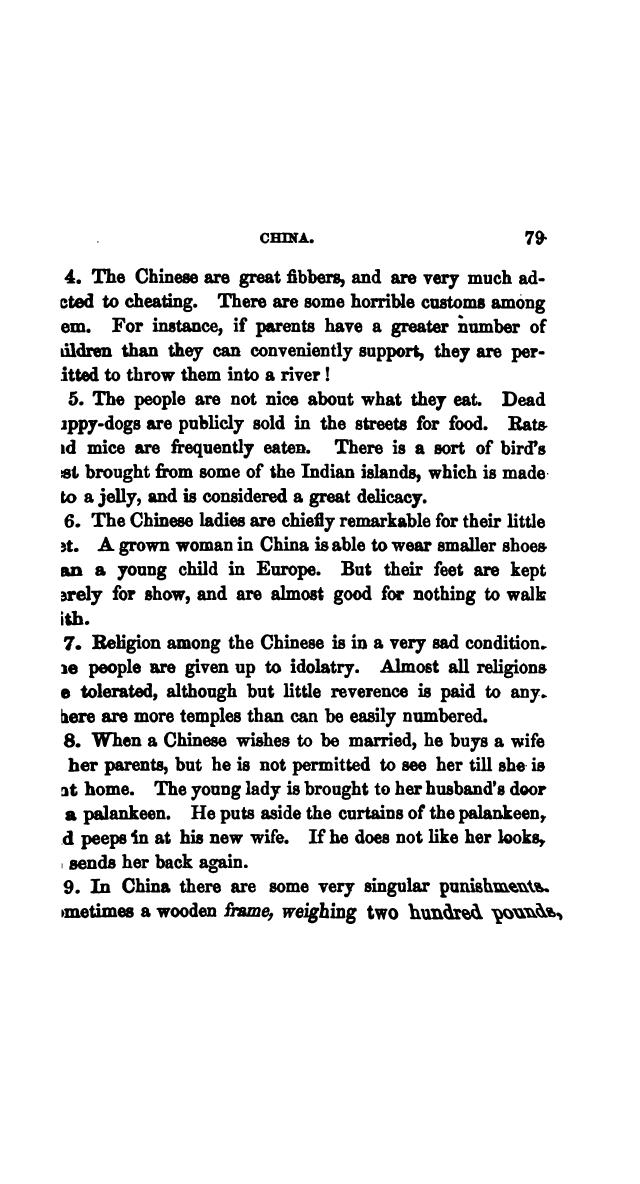 CHINA. 79
4. The Chinese are great fibbers, and are very much ad-
cted to cheating. There are some horrible customs among
em. For instance, if parents have a greater number of
ildren than they can conveniently support, they are per-
itted to throw them into a river!
5. The people are not nice about what they eat. Dead
ppy-dogs are publicly sold in the streets for food. Rats
d mice are frequently eaten. There is a sort of bird's
st brought from some of the Indian islands, which is made
to a jelly, and is considered a great delicacy.
6. The Chinese ladies are chiefly remarkable for their little
et. A grown woman in China is able to wear smaller shoes
an a young child in Europe. But their feet are kept
erely for show, and are almost good for nothing to walk
ith.
7. Religion among the Chinese is in a very sad condition.
he people are given up to idolatry. Almost all religions
e tolerated, although but little reverence is paid to any.
here are more temples than can be easily numbered.
8. When a Chinese wishes to be married, he buys a wife
her parents, but he is not permitted to see her till she is
at home. The young lady is brought to her husband's door
a palankeen. He puts aside the curtains of the palankeen,
d peeps in at his new wife. If he does not like her looks,
sends her back again.
9. In China there are some very singular punishments.
ometimes a wooden frame, weighing two hundred pounds,